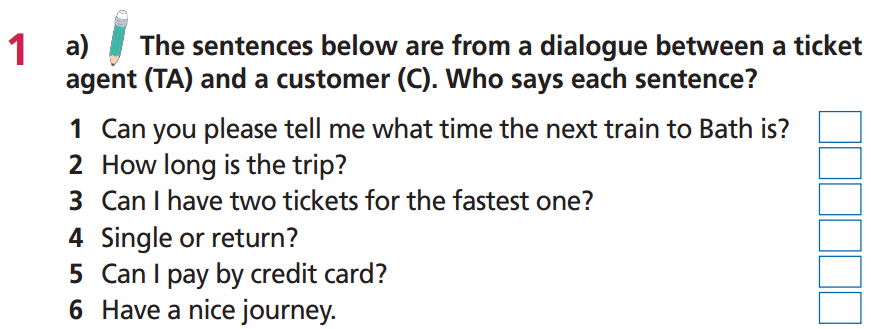 1 a) The sentences below are from a dialogue between a ticket
agent (TA) and a customer (C). Who says each sentence?
1 Can you please tell me what time the next train to Bath is?
2 How long is the trip?
3 Can I have two tickets for the fastest one?
4 Single or return?
5 Can I pay by credit card?
6 Have a nice journey.